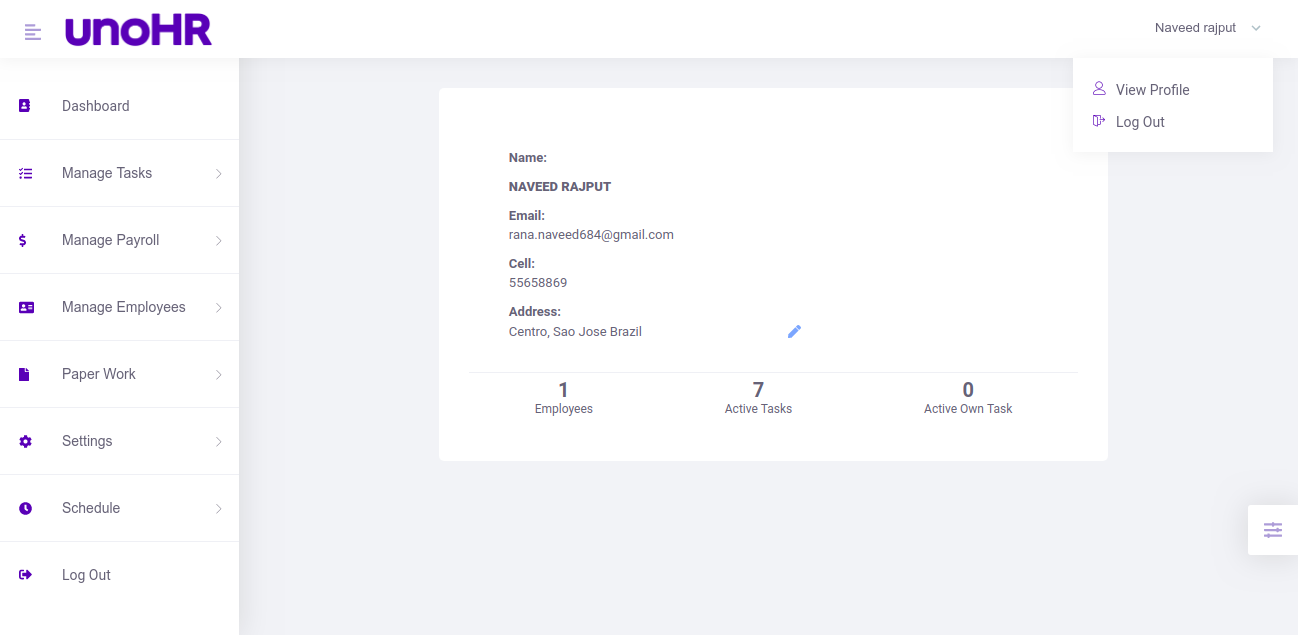 unoHR
Naveed rajput
View Profile
Log Out
Dashboard
Manage Tasks
Manage Payroll
Manage Employees
Paper Work
Settings
Schedule
Log Out
Name:
NAVEED RAJPUT
Email:
rana.naveed684@gmail.com
Cell:
55658869
Address:
Centro, Sao Jose Brazil
1 7 0
Employees Active Tasks Active Own Task